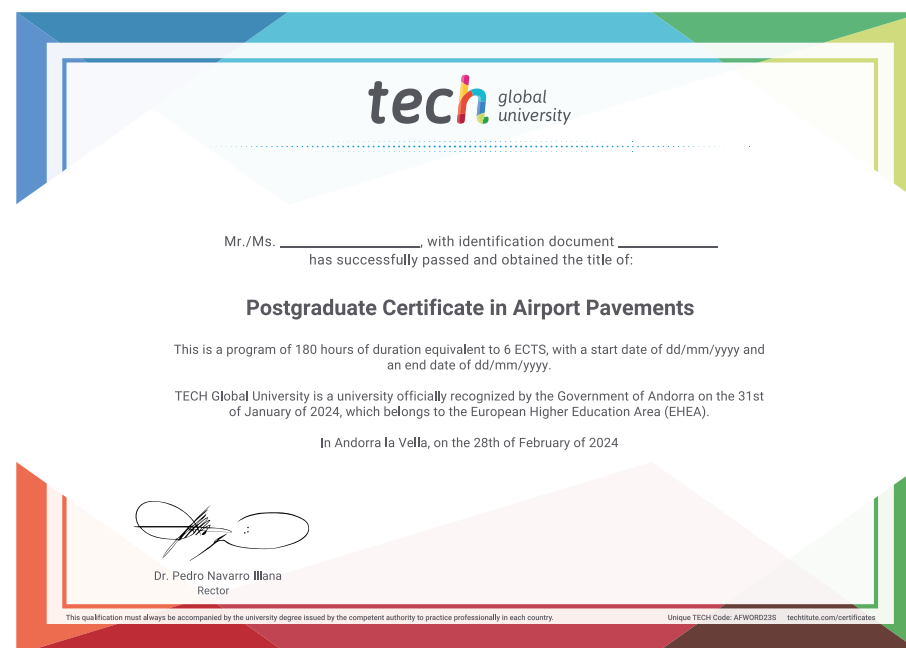 tech global
university
Mr./Ms. ____________, with identification document ____________
has successfully passed and obtained the title of:
Postgraduate Certificate in Airport Pavements
This is a program of 180 hours of duration equivalent to 6 ECTS, with a start date of dd/mm/yyyy and
an end date of dd/mm/yyyy.
TECH Global University is a university officially recognized by the Government of Andorra on the 31st
of January of 2024, which belongs to the European Higher Education Area (EHEA).
In Andorra la Vella, on the 28th of February of 2024
Dr. Pedro Navarro Illana
Rector
This qualification must always be accompanied by the university degree issued by the competent authority to practice professionally in each country. Unique TECH Code: AFWORD23S techtitute.com/certificates